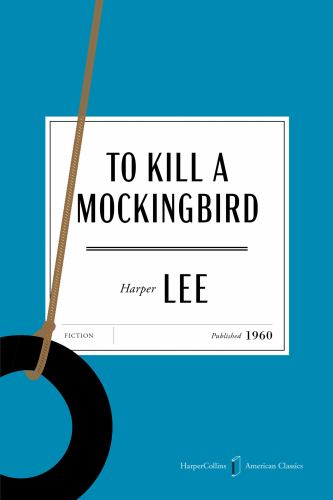 TO KILL A
MOCKINGBIRD
Harper LEE
FICTION
Published 1960
HarperCollins American Classics